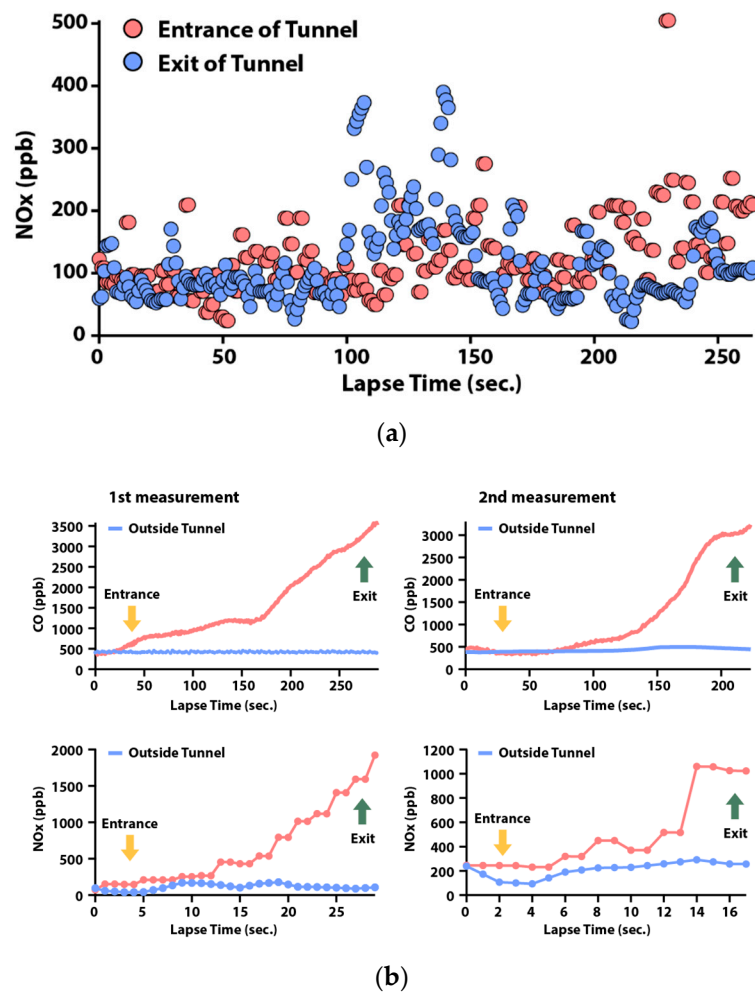 500
400
300
200
100
0
NOx (ppb)
Entrance of Tunnel
Exit of Tunnel
0 50 100 150 200 250
Lapse Time (sec.)
(a)
1st measurement
Outside Tunnel
3500
3000
2500
2000
1500
1000
500
0
CO (ppb)
Entrance
Exit
0 50 100 150 200 250
Lapse Time (sec.)
2nd measurement
Outside Tunnel
3000
2500
2000
1500
1000
500
0
CO (ppb)
Entrance
Exit
0 50 100 150 200
Lapse Time (sec.)
Outside Tunnel
2000
1500
1000
500
0
NOx (ppb)
Entrance
Exit
0 5 10 15 20 25
Lapse Time (sec.)
Outside Tunnel
1200
1000
800
600
400
200
0
NOx (ppb)
Entrance
Exit
0 2 4 6 8 10 12 14 16
Lapse Time (sec.)
(b)